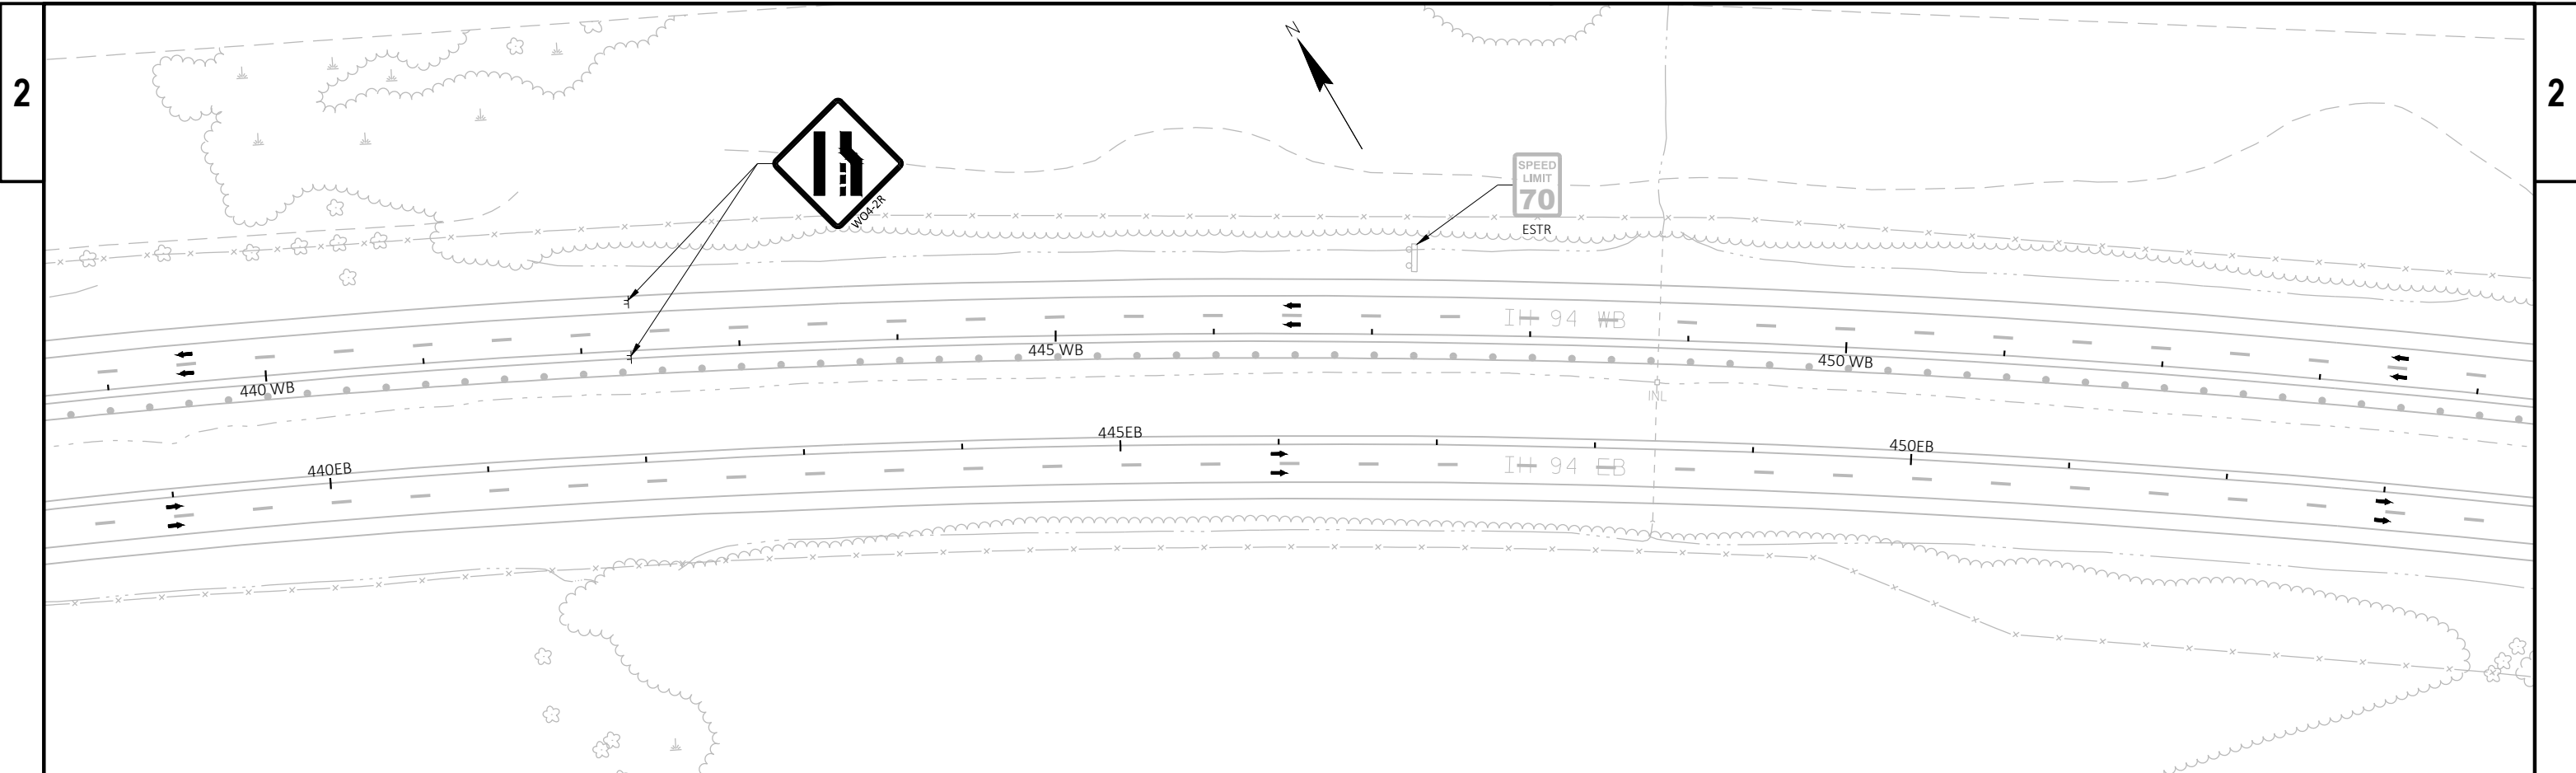 2
2
N
W04-2R
SPEED
LIMIT
70
ESTR
IH 94 WB
440 WB
445 WB
450 WB
INL
440EB
445EB
450EB
IH 94 EB